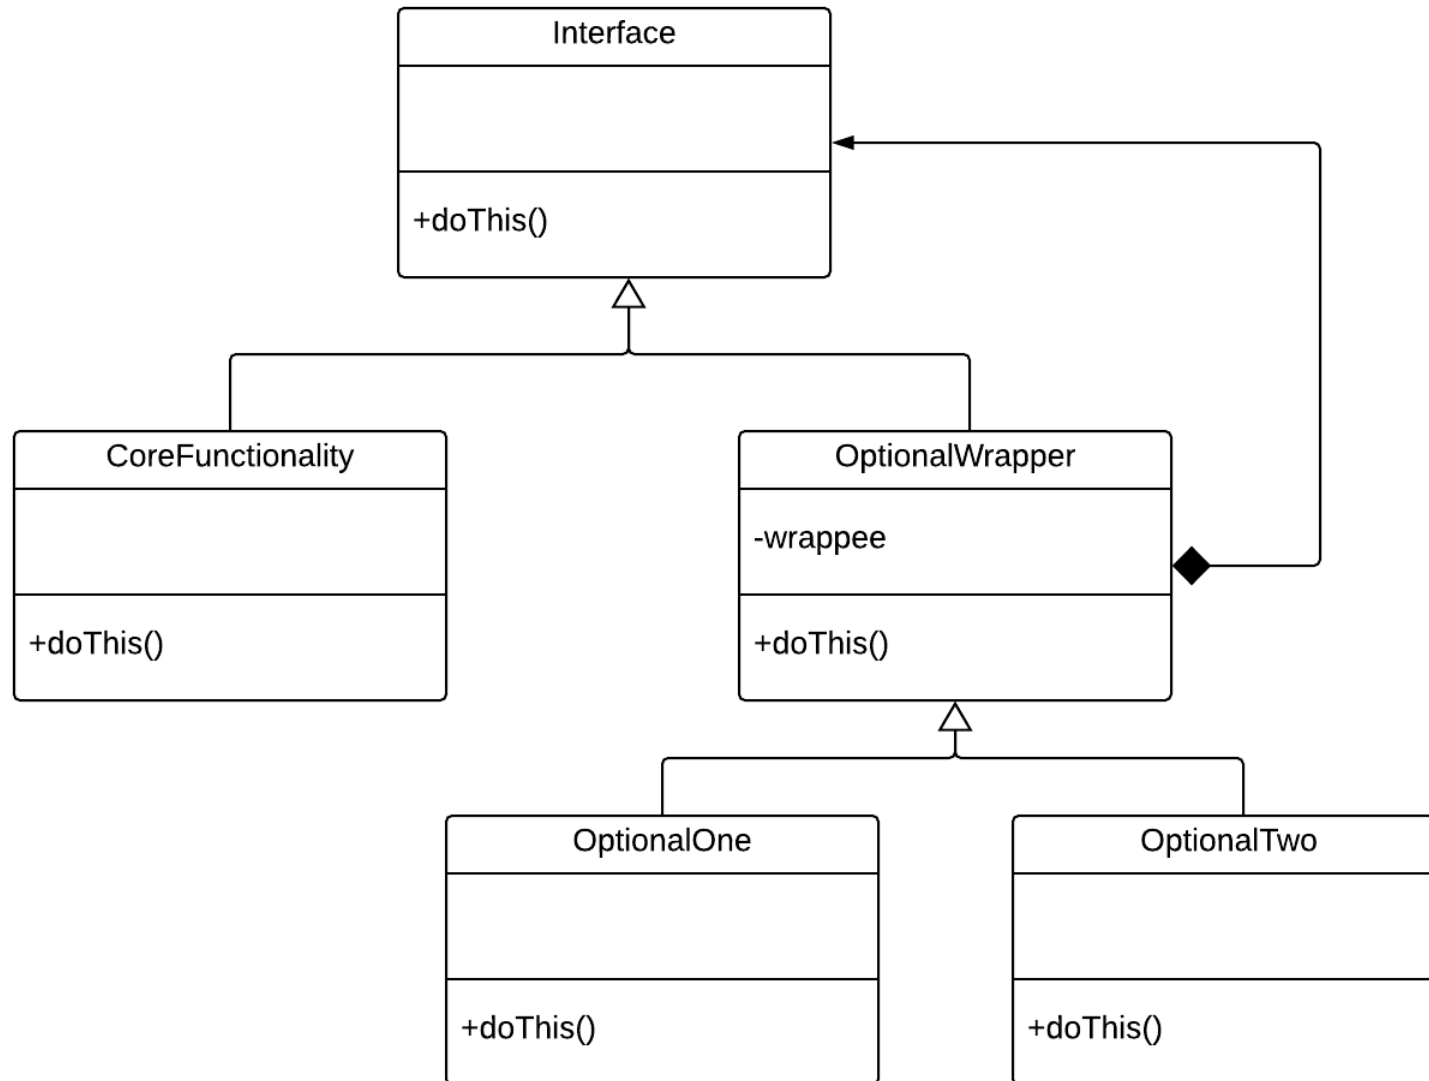 Interface
+doThis()
CoreFunctionality
+doThis()
OptionalWrapper
-wrappee
+doThis()
OptionalOne
+doThis()
OptionalTwo
+doThis()